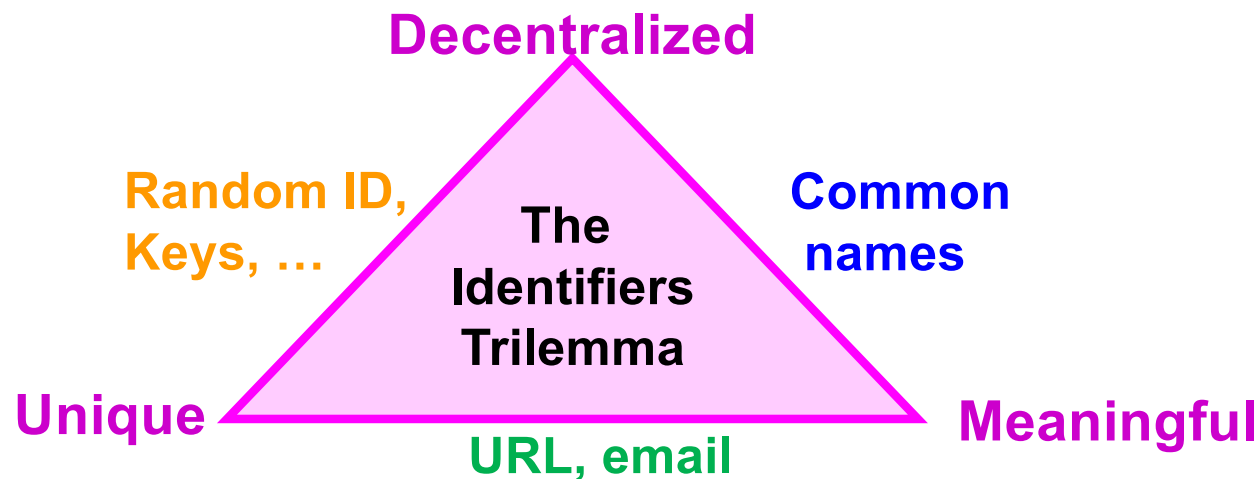 Decentralized
Random ID,
Keys, …
Common
names
The
Identifiers
Trilemma
Unique
Meaningful
URL, email